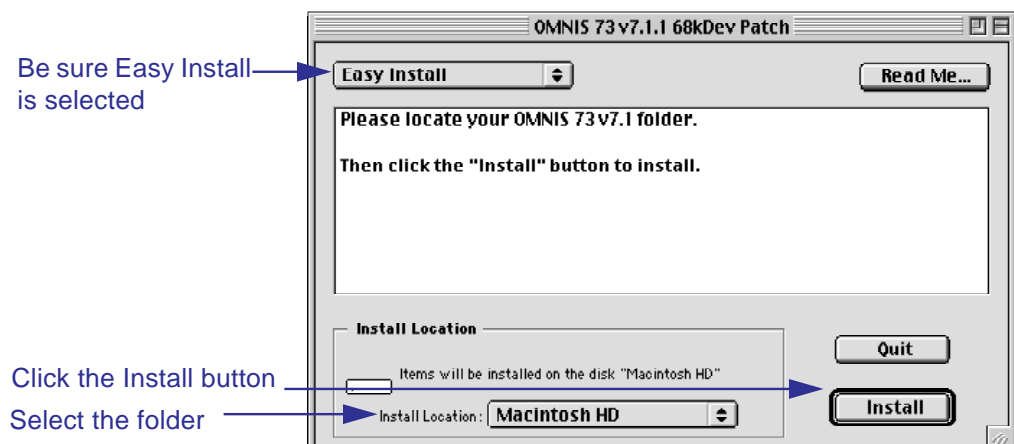 OMNIS 73 v7.1.1 68kDev Patch
Be sure Easy Install
is selected
Easy Install
Read Me...
Please locate your OMNIS 73 v7.1 folder.
Then click the "Install" button to install.
Install Location
Quit
Items will be installed on the disk "Macintosh HD"
Click the Install button
Install
Select the folder
Install Location: Macintosh HD